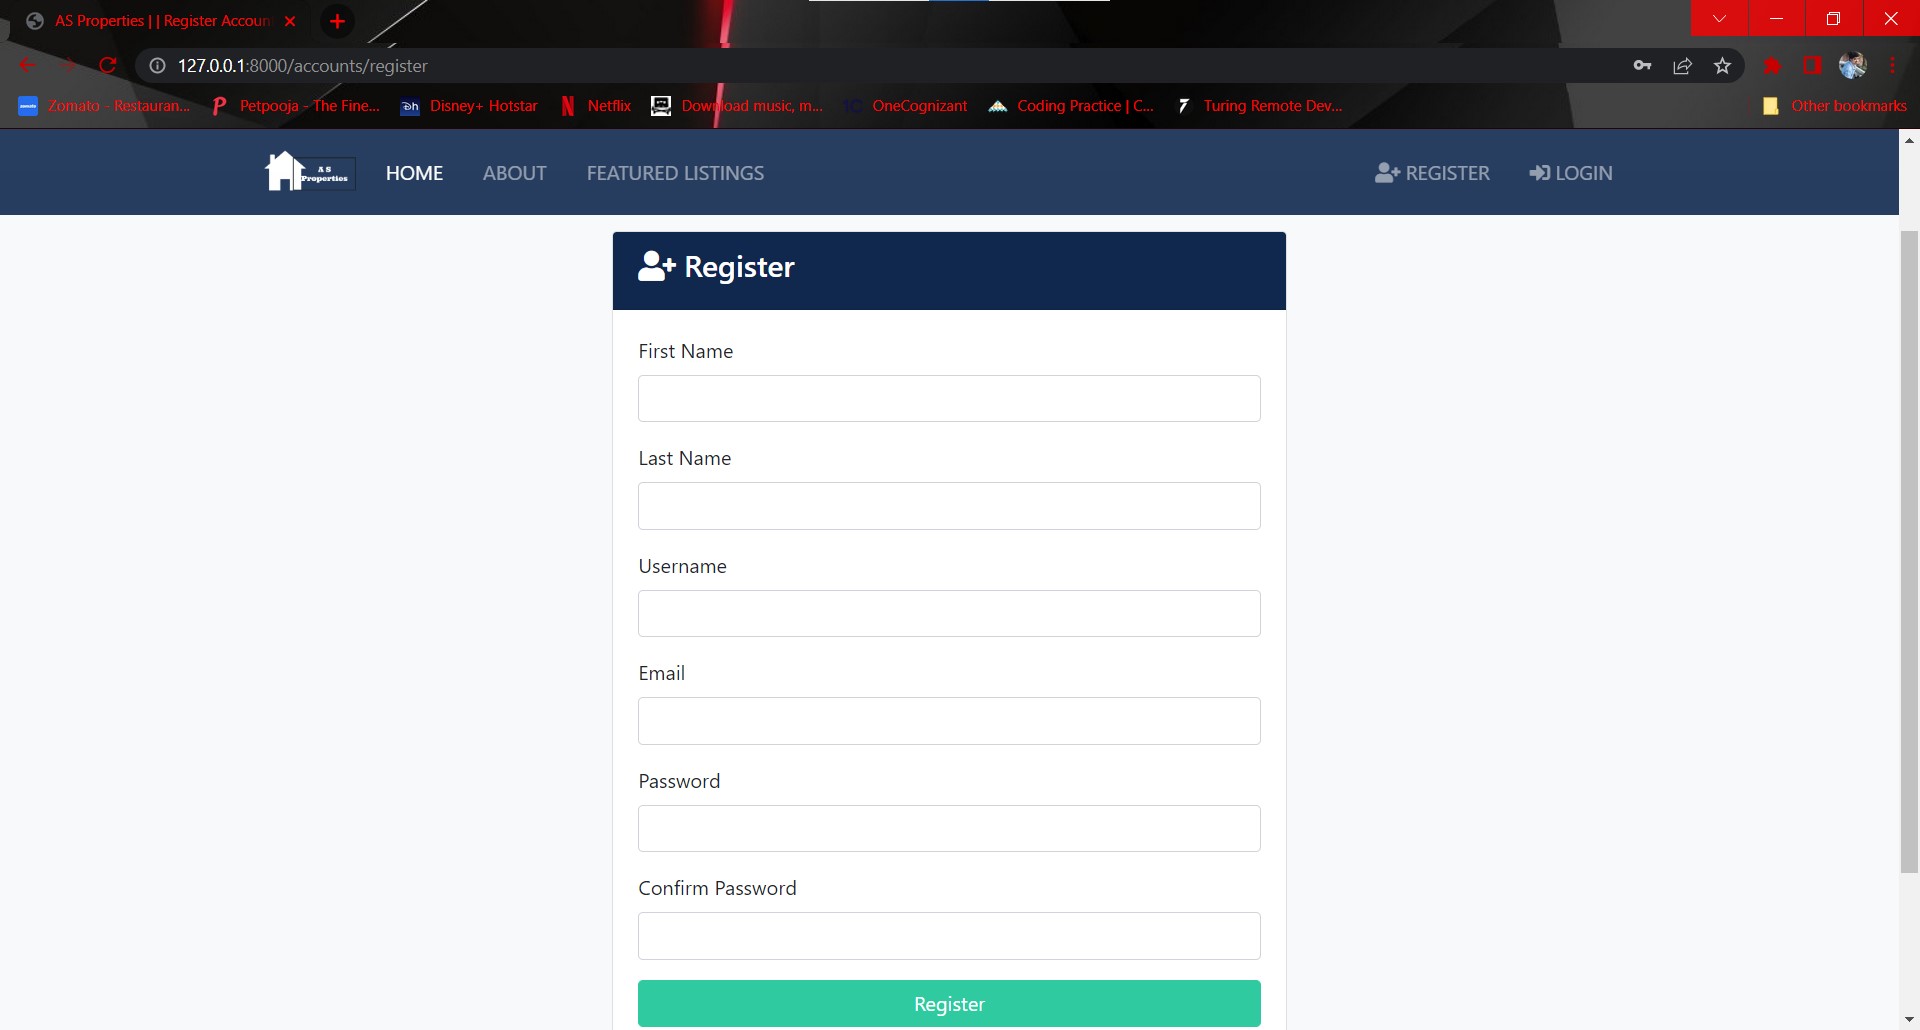 AS Properties | | Register Accoun
127.0.0.1:8000/accounts/register
Zomato - Restauran... Petpooja - The Fine... Disney+ Hotstar Netflix Download music, m... OneCognizant Coding Practice | C... Turing Remote Dev... Other bookmarks
A S
Properties
HOME ABOUT FEATURED LISTINGS REGISTER LOGIN
Register
First Name
Last Name
Username
Email
Password
Confirm Password
Register